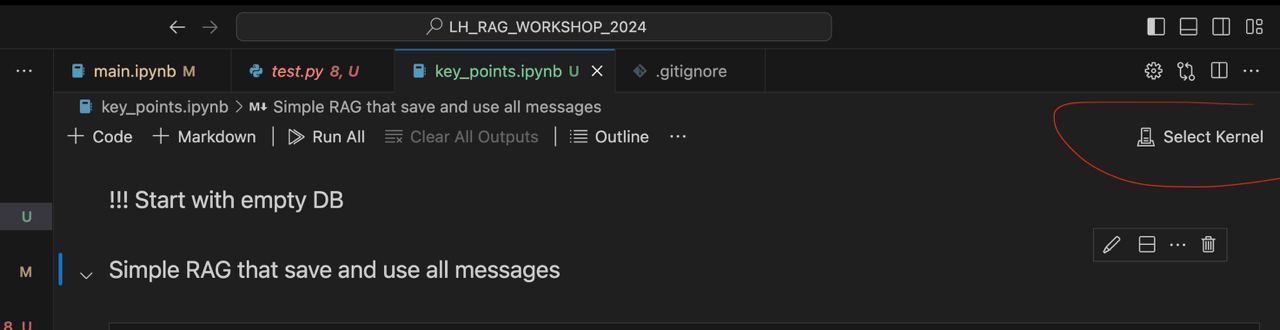 LH_RAG_WORKSHOP_2024
main.ipynb M test.py 8, U key_points.ipynb U .gitignore
key_points.ipynb > M↓ Simple RAG that save and use all messages
+ Code + Markdown | Run All Clear All Outputs | Outline ... Select Kernel
!!! Start with empty DB
U
M Simple RAG that save and use all messages
8, U